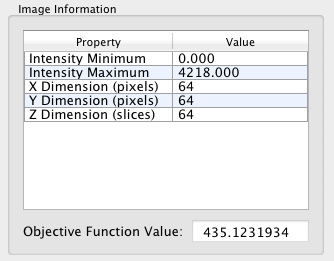 Image Information
Property Value
Intensity Minimum 0.000
Intensity Maximum 4218.000
X Dimension (pixels) 64
Y Dimension (pixels) 64
Z Dimension (slices) 64
Objective Function Value: 435.1231934